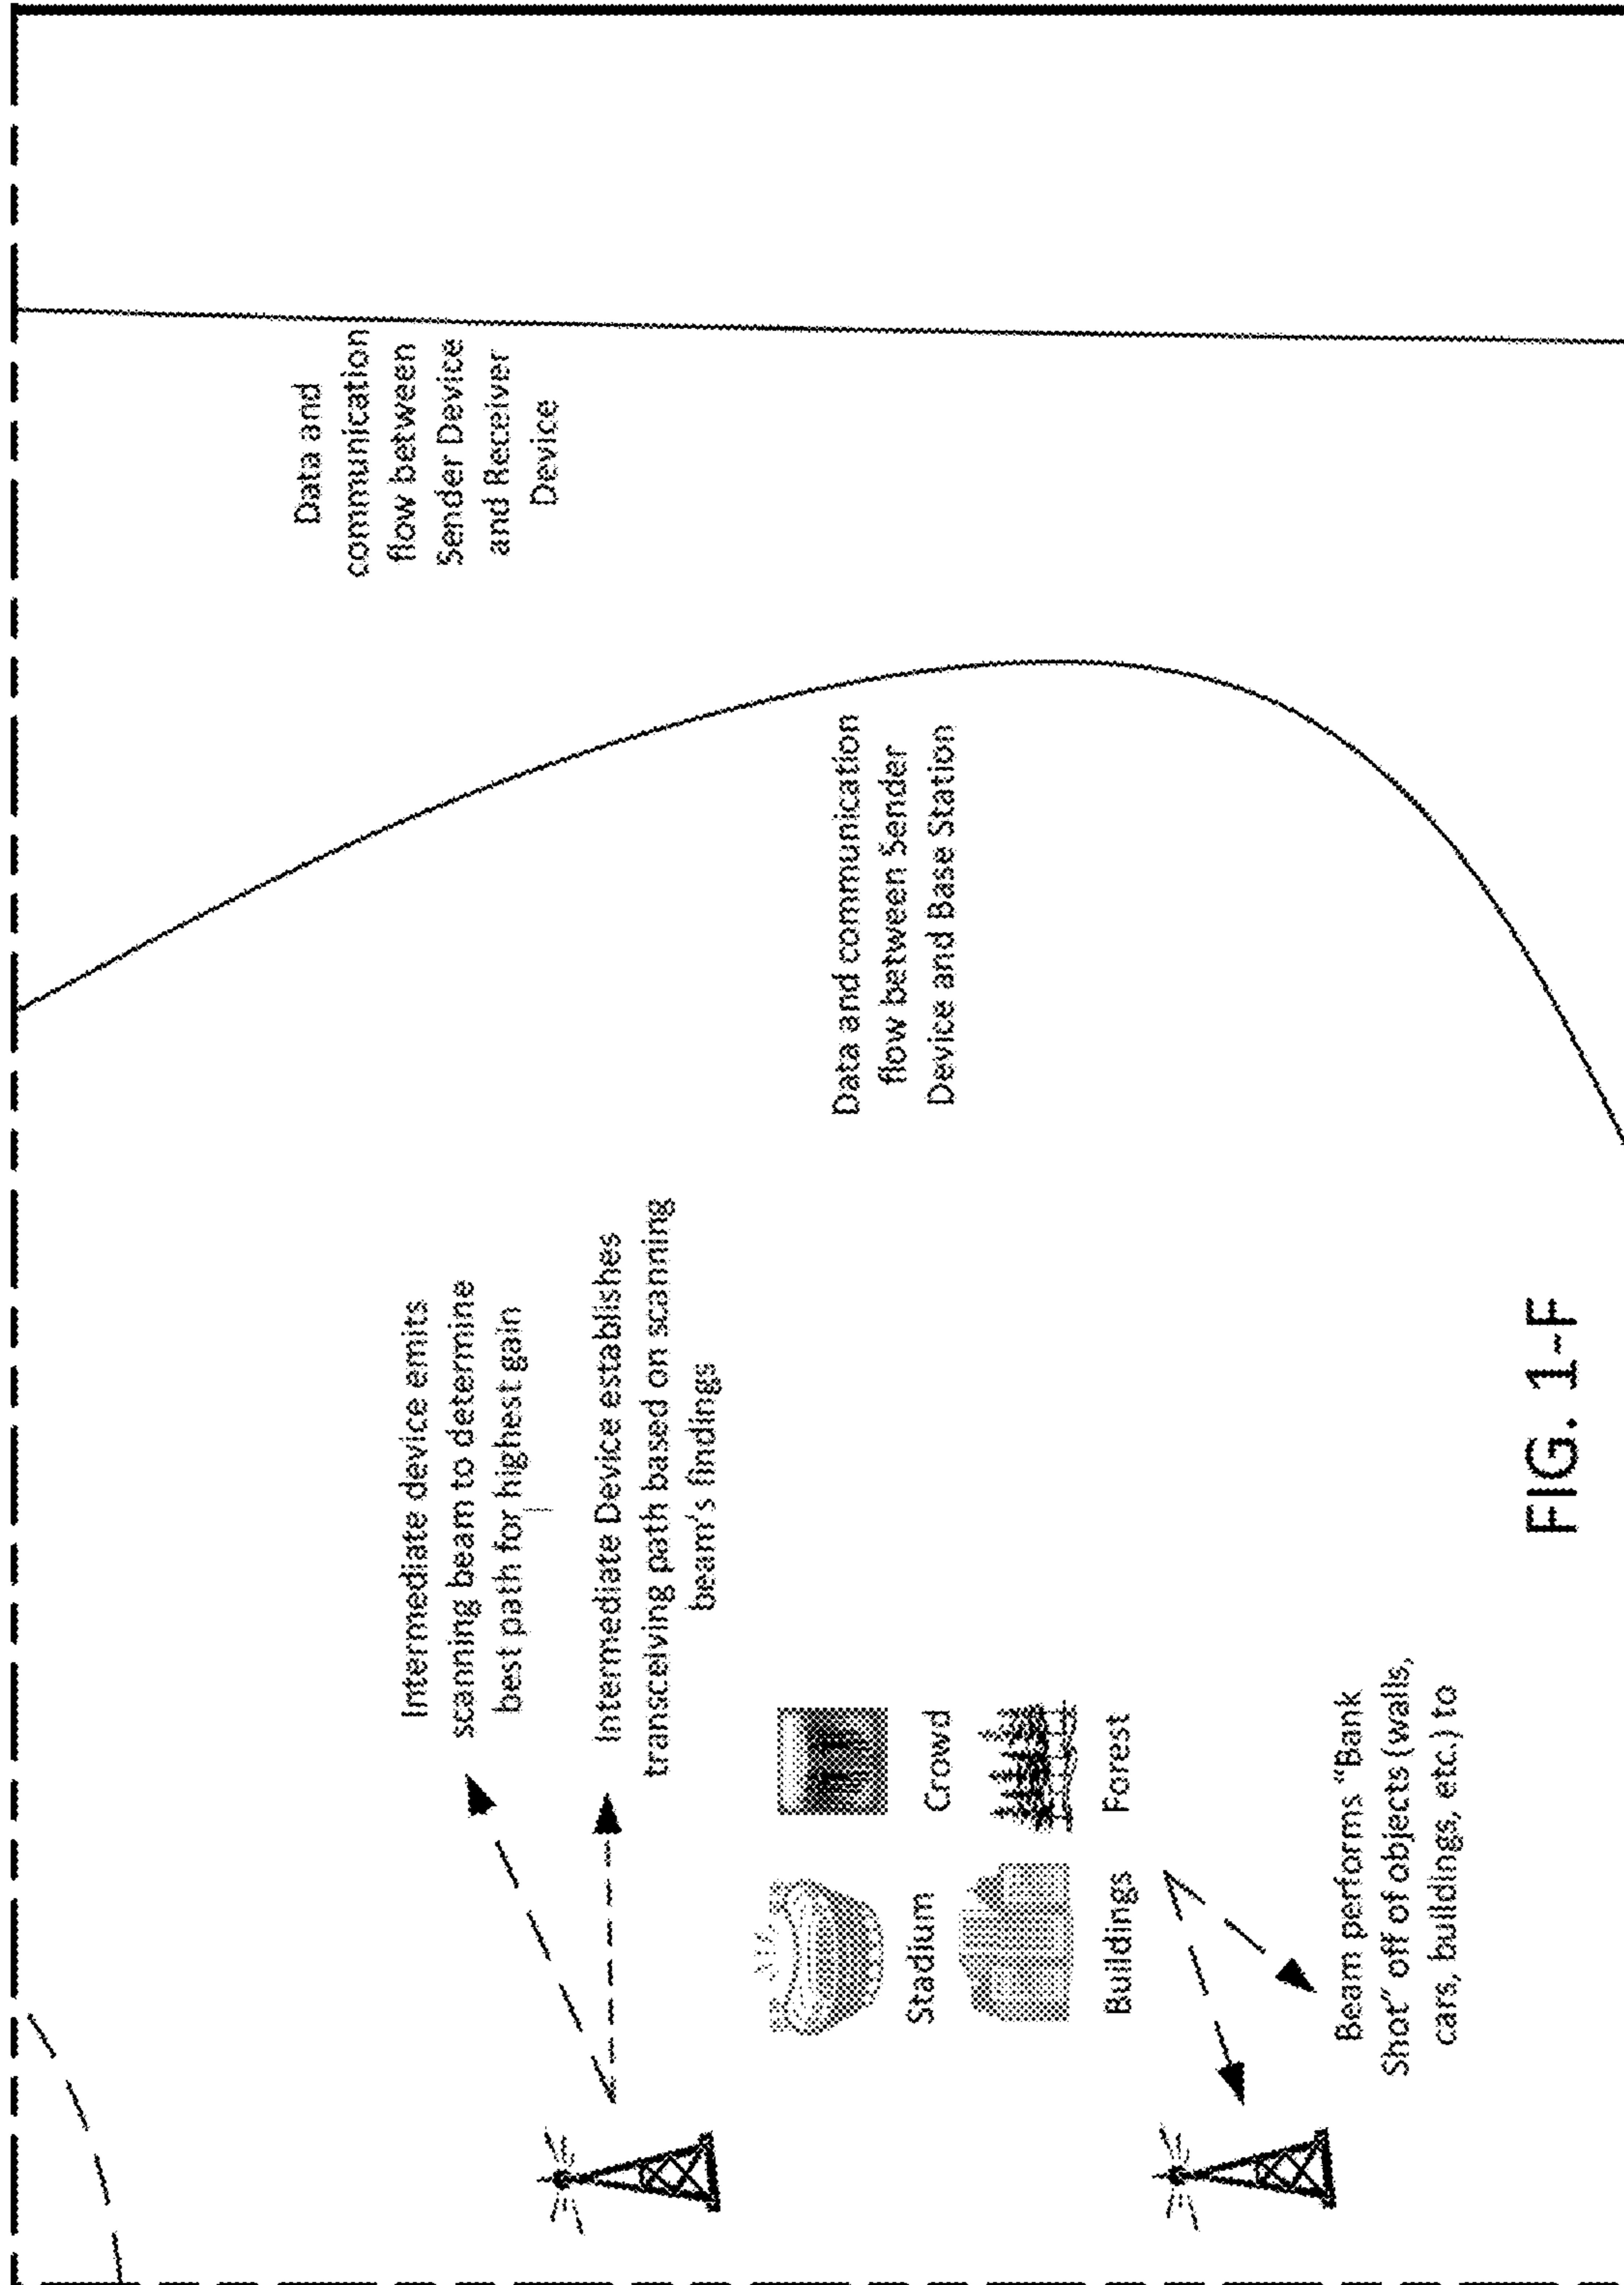 Data and
communication
flow between
Sender Device
and Receiver
Device
Intermediate device emits
scanning beam to determine
best path for highest gain
Intermediate Device establishes
transceiving path based on scanning
beam's findings
Data and communication
flow between Sender
Device and Base Station
Stadium
Crowd
Buildings
Forest
Beam performs "Bank
Shot" off of objects (walls,
cars, buildings, etc.) to
FIG. 1-F